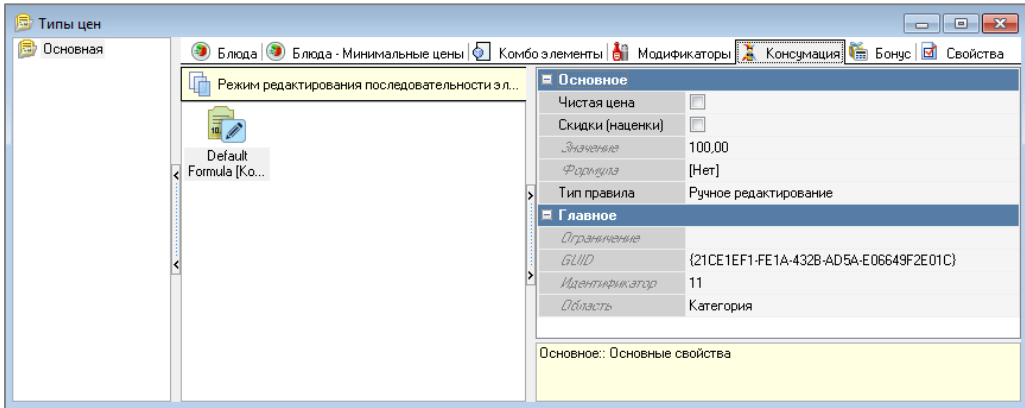 Типы цен
Основная
Блюда Блюда - Минимальные цены Комбо элементы Модификаторы Консумация Бонус Свойства
Режим редактирования последовательности эл...
Default
Formula [Ко...
Основное
Чистая цена
Скидки (наценки)
Значение 100,00
Формула [Нет]
Тип правила Ручное редактирование
Главное
Ограничение
GUID {21CE1EF1-FE1A-432B-AD5A-E06649F2E01C}
Идентификатор 11
Область Категория
Основное:: Основные свойства